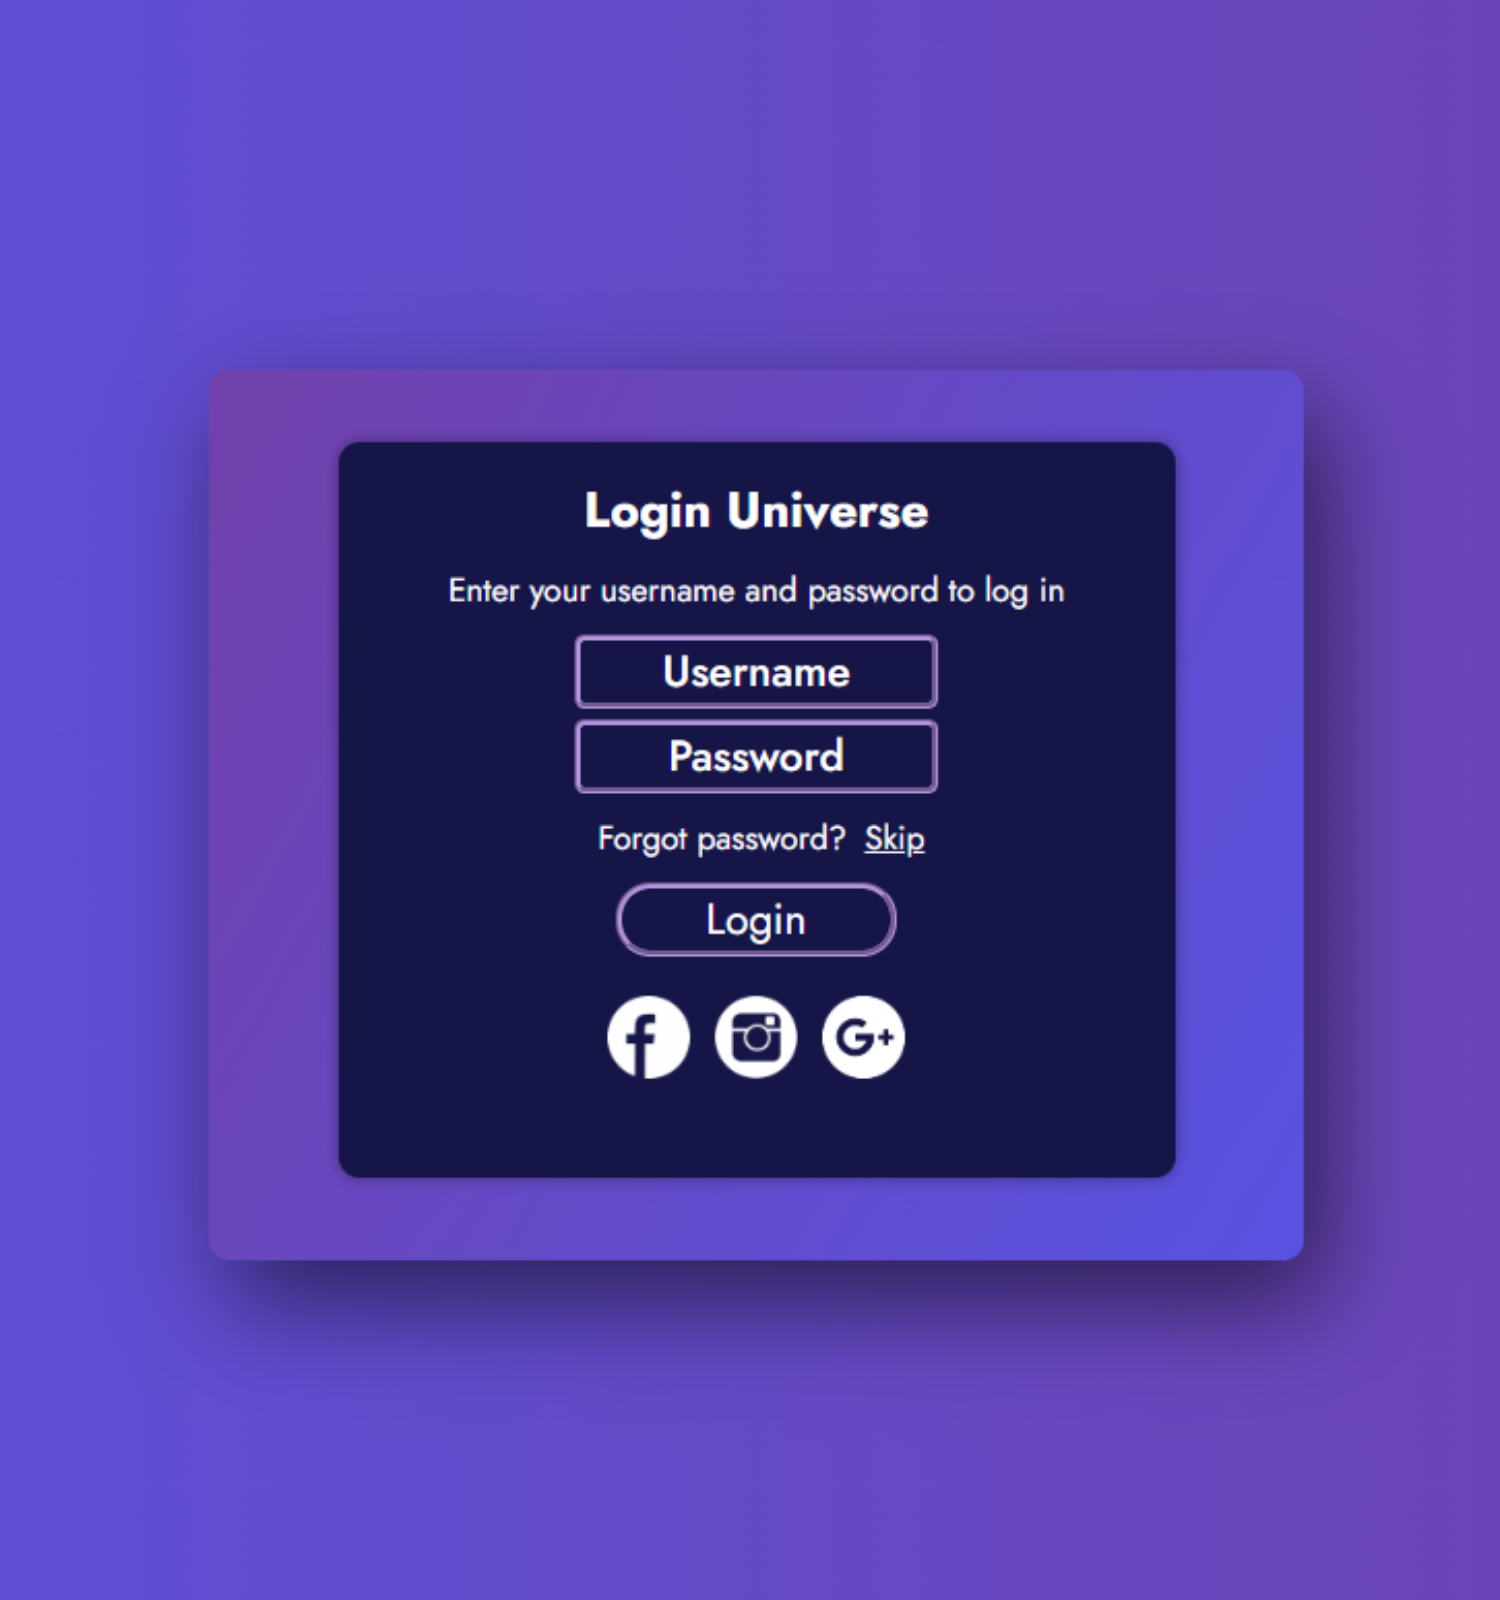 Login Universe
Enter your username and password to log in
Username
Password
Forgot password? Skip
Login
f
G+